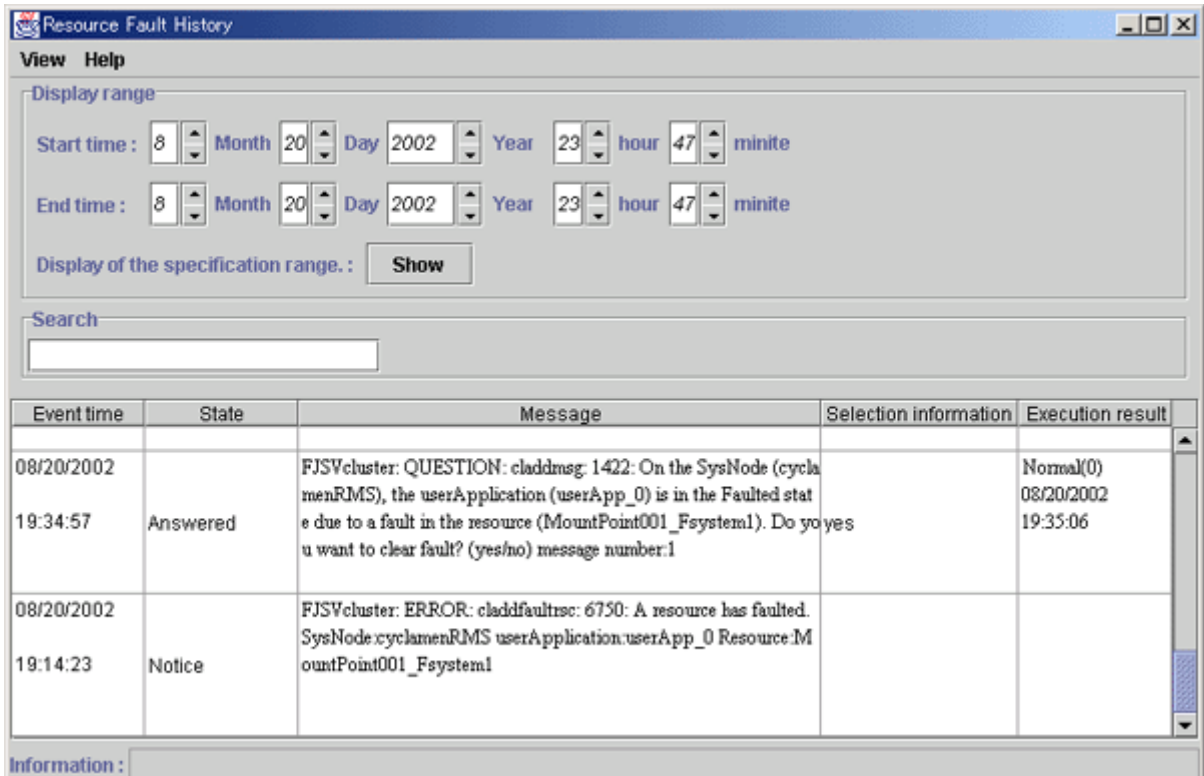 Resource Fault History
View Help
Display range
Start time : 8 Month 20 Day 2002 Year 23 hour 47 minite
End time : 8 Month 20 Day 2002 Year 23 hour 47 minite
Display of the specification range. : Show
Search
Event time State Message Selection information Execution result
08/20/2002 FJSVcluster: QUESTION: claddmsg: 1422: On the SysNode (cycla Normal(0)
menRMS), the userApplication (userApp_0) is in the Faulted stat 08/20/2002
19:34:57 Answered e due to a fault in the resource (MountPoint001_Fsystem1). Do yo yes 19:35:06
u want to clear fault? (yes/no) message number:1
08/20/2002 FJSVcluster: ERROR: claddfaultrsc: 6750: A resource has faulted.
SysNode:cyclamenRMS userApplication:userApp_0 Resource:M
19:14:23 Notice ountPoint001_Fsystem1
Information :